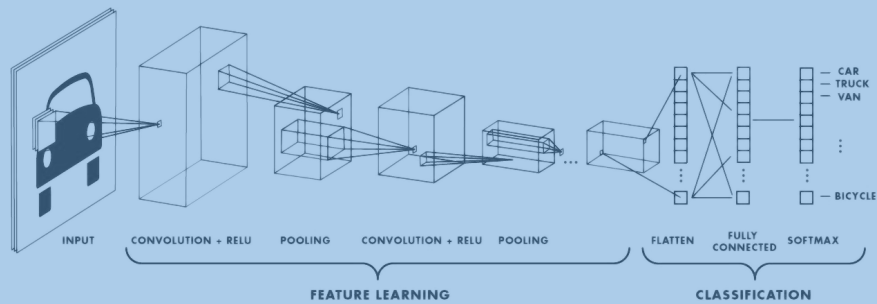 CAR
TRUCK
VAN
BICYCLE
INPUT
CONVOLUTION + RELU
POOLING
CONVOLUTION + RELU
POOLING
FLATTEN
FULLY
CONNECTED
SOFTMAX
FEATURE LEARNING
CLASSIFICATION